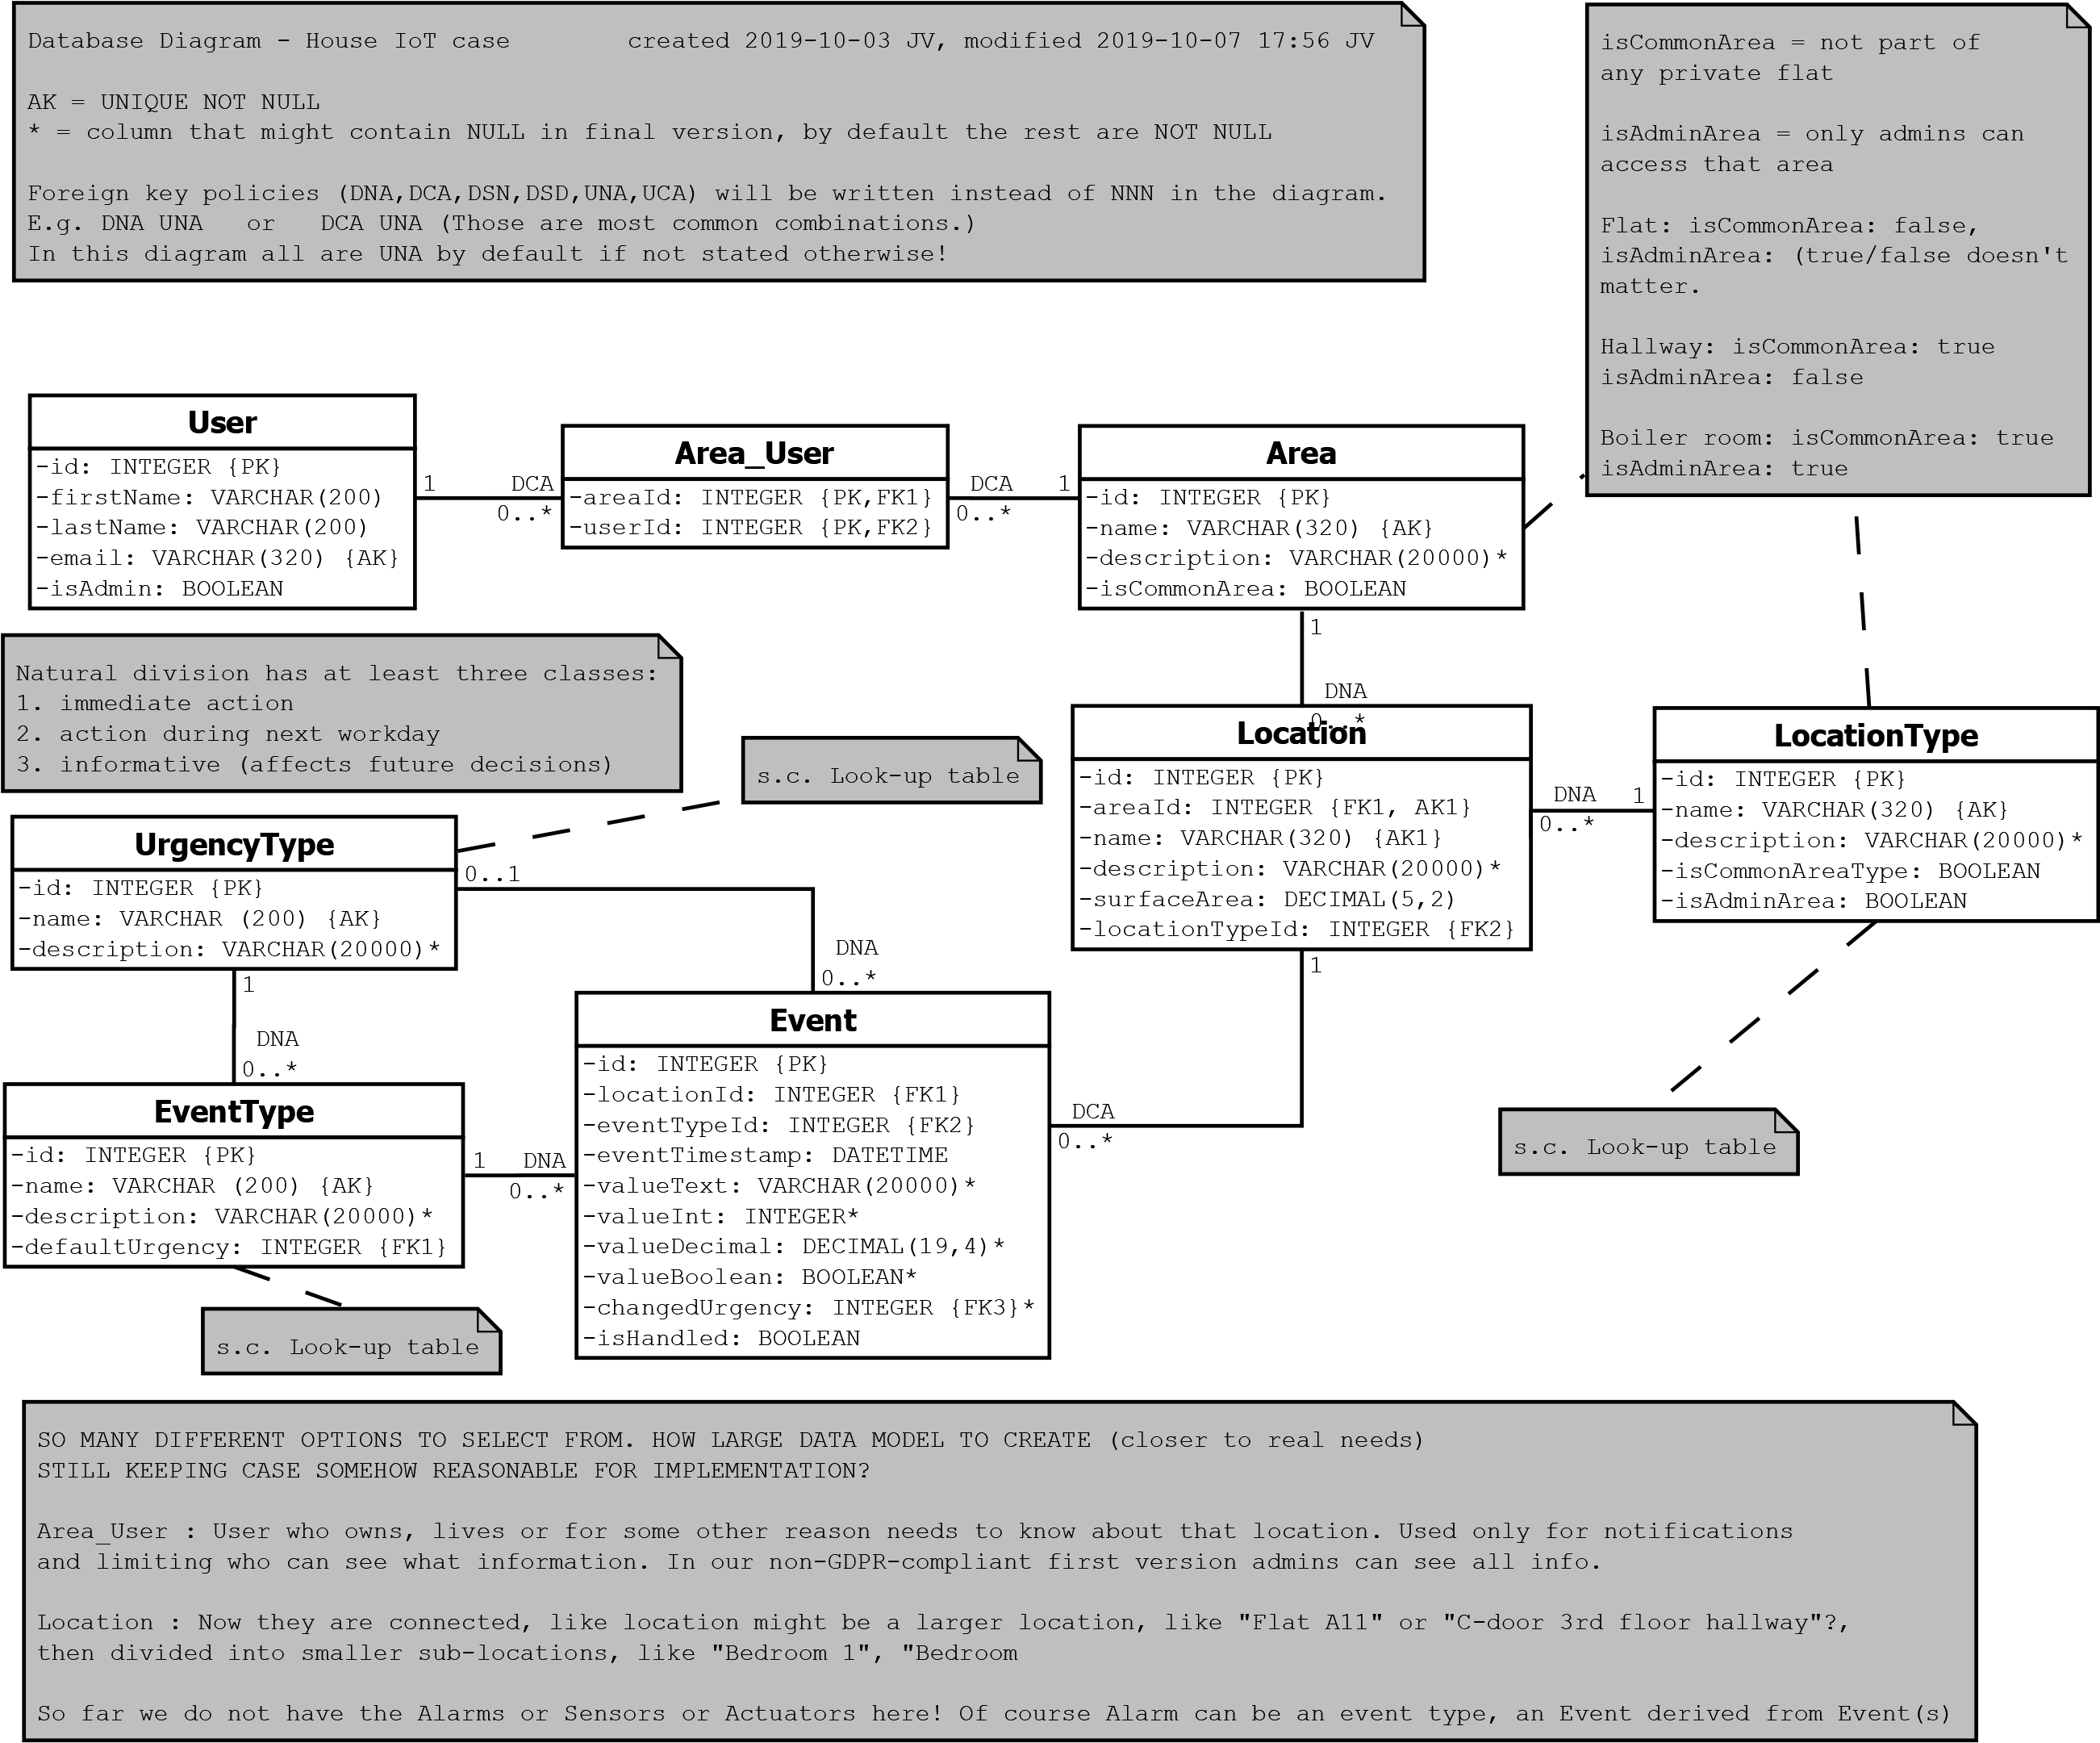 Database Diagram - House IoT case        created 2019-10-03 JV, modified 2019-10-07 17:56 JV
AK = UNIQUE NOT NULL
* = column that might contain NULL in final version, by default the rest are NOT NULL
Foreign key policies (DNA,DCA,DSN,DSD,UNA,UCA) will be written instead of NNN in the diagram.
E.g. DNA UNA   or   DCA UNA (Those are most common combinations.)
In this diagram all are UNA by default if not stated otherwise!
isCommonArea = not part of
any private flat
isAdminArea = only admins can
access that area
Flat: isCommonArea: false,
isAdminArea: (true/false doesn't
matter.
Hallway: isCommonArea: true
isAdminArea: false
Boiler room: isCommonArea: true
isAdminArea: true
User
-id: INTEGER {PK}
-firstName: VARCHAR(200)
-lastName: VARCHAR(200)
-email: VARCHAR(320) {AK}
-isAdmin: BOOLEAN
1
DCA
0..*
Area_User
-areaId: INTEGER {PK,FK1}
-userId: INTEGER {PK,FK2}
DCA
0..*
1
Area
-id: INTEGER {PK}
-name: VARCHAR(320) {AK}
-description: VARCHAR(20000)*
-isCommonArea: BOOLEAN
1
DNA
0..*
Natural division has at least three classes:
1. immediate action
2. action during next workday
3. informative (affects future decisions)
s.c. Look-up table
Location
-id: INTEGER {PK}
-areaId: INTEGER {FK1, AK1}
-name: VARCHAR(320) {AK1}
-description: VARCHAR(20000)*
-surfaceArea: DECIMAL(5,2)
-locationTypeId: INTEGER {FK2}
DNA
0..*
1
LocationType
-id: INTEGER {PK}
-name: VARCHAR(320) {AK}
-description: VARCHAR(20000)*
-isCommonAreaType: BOOLEAN
-isAdminArea: BOOLEAN
UrgencyType
-id: INTEGER {PK}
-name: VARCHAR (200) {AK}
-description: VARCHAR(20000)*
0..1
DNA
0..*
1
DNA
0..*
1
EventType
-id: INTEGER {PK}
-name: VARCHAR (200) {AK}
-description: VARCHAR(20000)*
-defaultUrgency: INTEGER {FK1}
1
DNA
0..*
Event
-id: INTEGER {PK}
-locationId: INTEGER {FK1}
-eventTypeId: INTEGER {FK2}
-eventTimestamp: DATETIME
-valueText: VARCHAR(20000)*
-valueInt: INTEGER*
-valueDecimal: DECIMAL(19,4)*
-valueBoolean: BOOLEAN*
-changedUrgency: INTEGER {FK3}*
-isHandled: BOOLEAN
DCA
0..*
s.c. Look-up table
s.c. Look-up table
SO MANY DIFFERENT OPTIONS TO SELECT FROM. HOW LARGE DATA MODEL TO CREATE (closer to real needs)
STILL KEEPING CASE SOMEHOW REASONABLE FOR IMPLEMENTATION?
Area_User : User who owns, lives or for some other reason needs to know about that location. Used only for notifications
and limiting who can see what information. In our non-GDPR-compliant first version admins can see all info.
Location : Now they are connected, like location might be a larger location, like "Flat A11" or "C-door 3rd floor hallway"?,
then divided into smaller sub-locations, like "Bedroom 1", "Bedroom
So far we do not have the Alarms or Sensors or Actuators here! Of course Alarm can be an event type, an Event derived from Event(s)